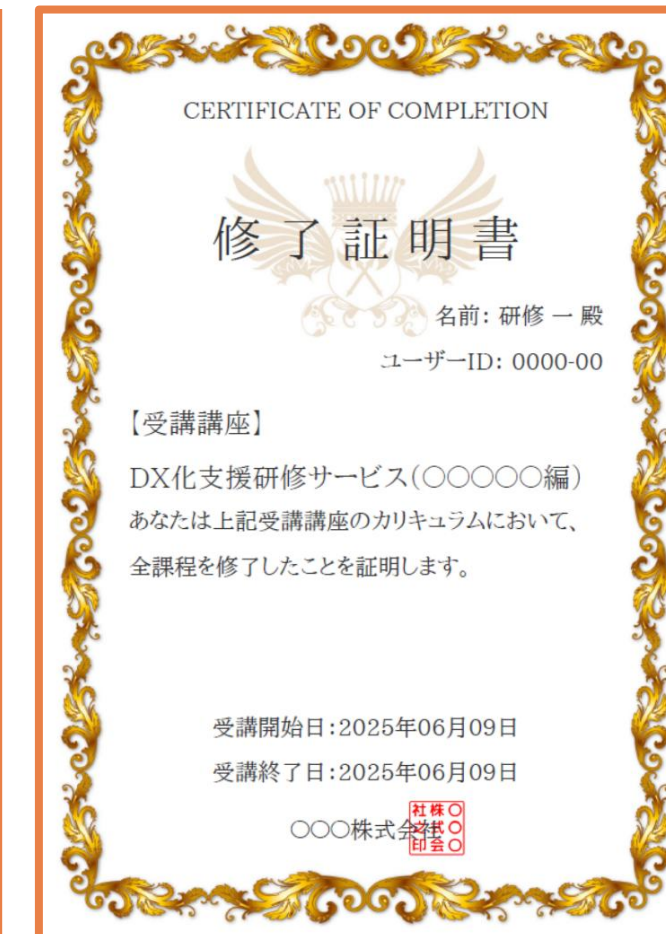 CERTIFICATE OF COMPLETION
修了証明書
名前: 研修 一 殿
ユーザーID: 0000-00
【受講講座】
DX化支援研修サービス(○○○○○編)
あなたは上記受講講座のカリキュラムにおいて、
全課程を修了したことを証明します。
受講開始日:2025年06月09日
受講終了日:2025年06月09日
○○○株式会社